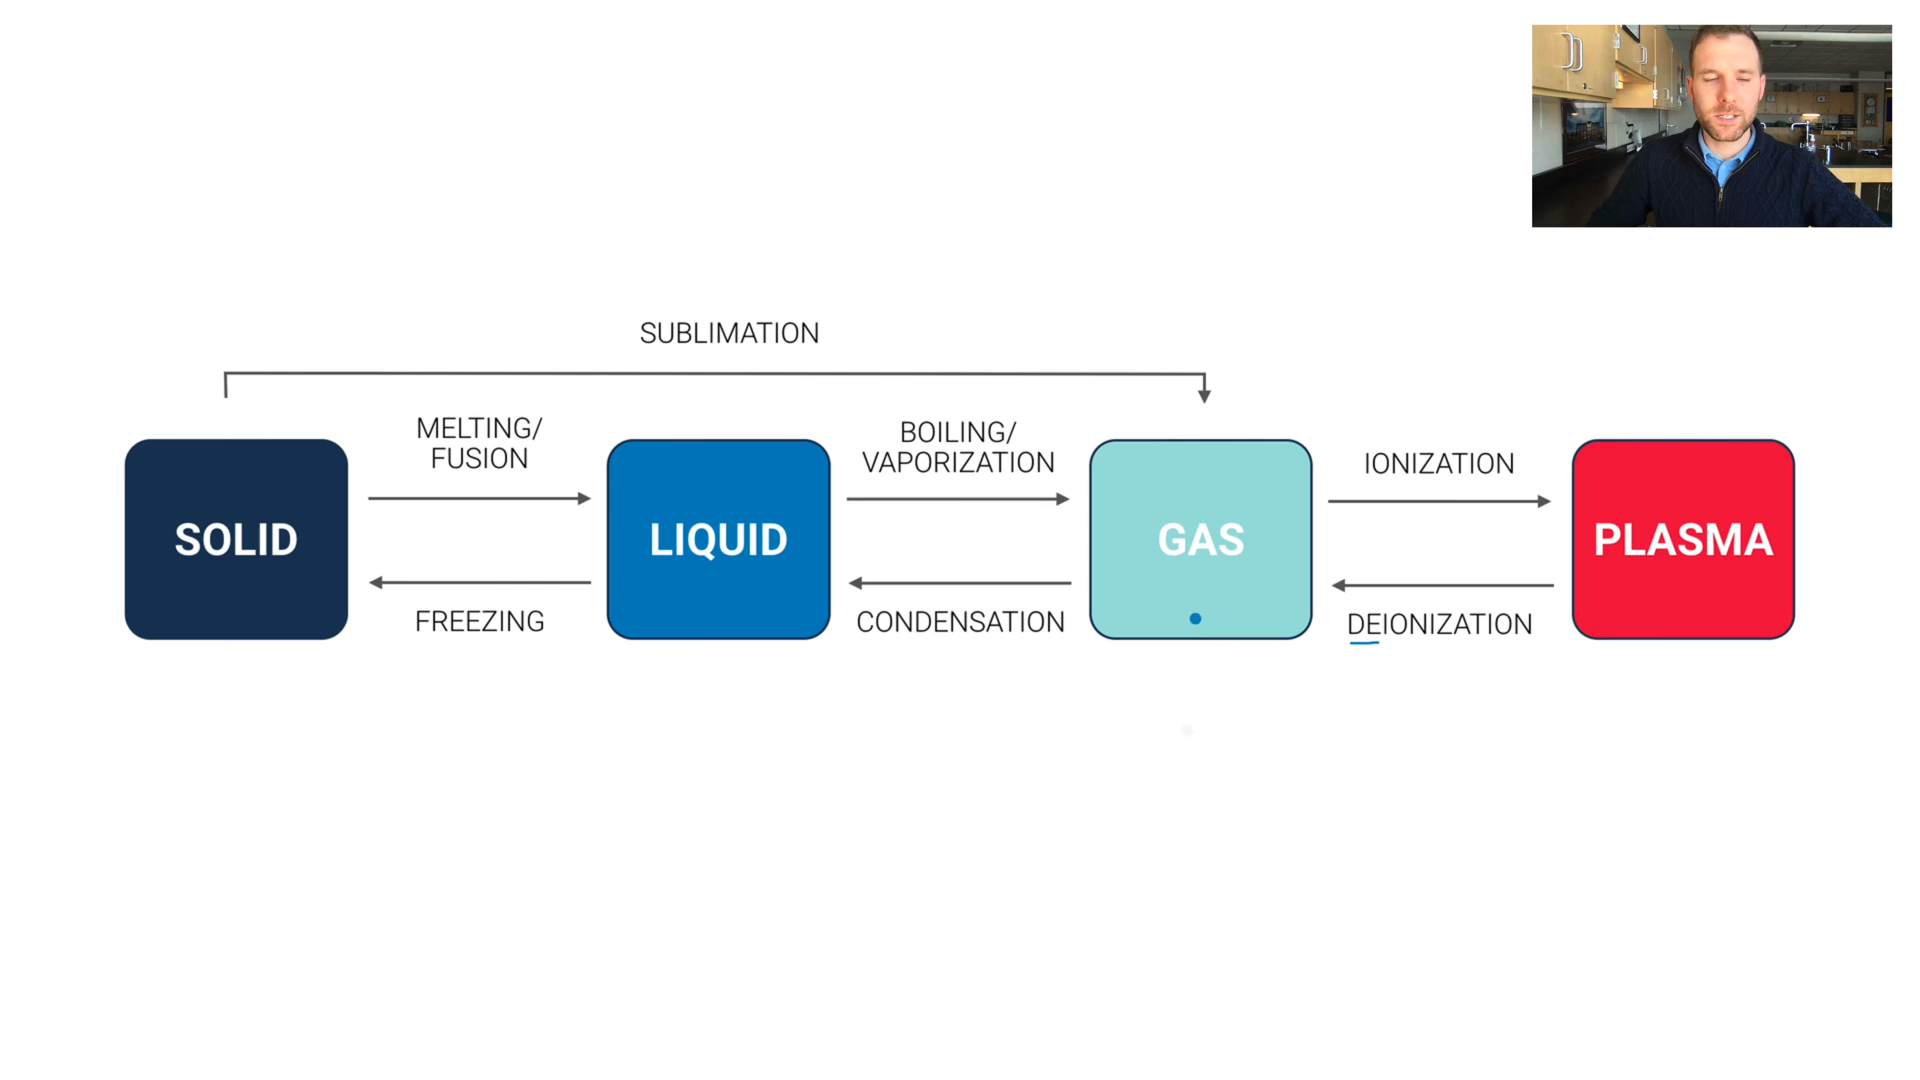 SUBLIMATION
MELTING/
FUSION
BOILING/
VAPORIZATION
IONIZATION
SOLID
LIQUID
GAS
PLASMA
FREEZING
CONDENSATION
DEIONIZATION